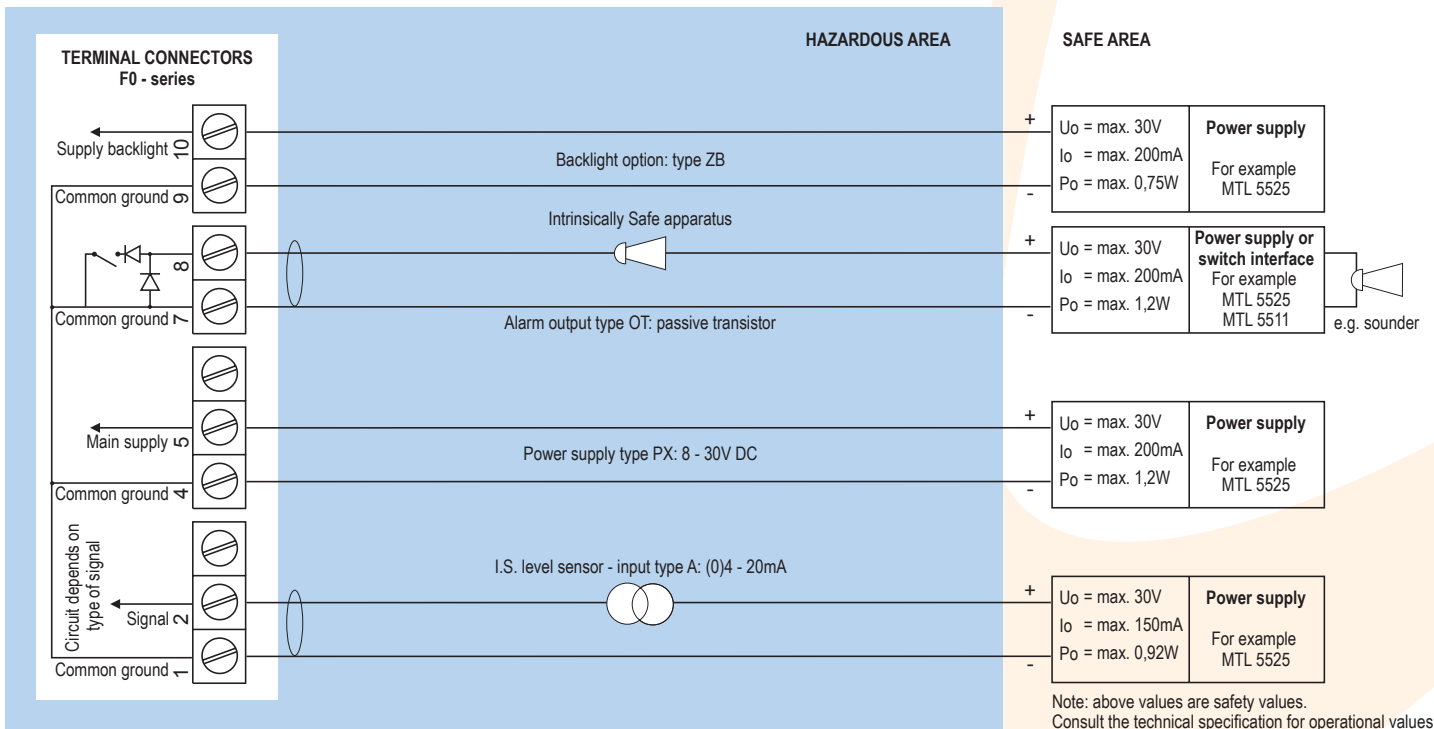 HAZARDOUS AREA
SAFE AREA
TERMINAL CONNECTORS
F0 - series
Supply backlight
10
Common ground
9
Backlight option: type ZB
+
-
Uo = max. 30V
Io = max. 200mA
Po = max. 0,75W
Power supply
For example
MTL 5525
8
Common ground
7
Intrinsically Safe apparatus
Alarm output type OT: passive transistor
+
-
Uo = max. 30V
Io = max. 200mA
Po = max. 1,2W
Power supply or
switch interface
For example
MTL 5525
MTL 5511
e.g. sounder
Main supply
5
Common ground
4
Power supply type PX: 8 - 30V DC
+
-
Uo = max. 30V
Io = max. 200mA
Po = max. 1,2W
Power supply
For example
MTL 5525
Circuit depends on
type of signal
Signal
2
Common ground
1
I.S. level sensor - input type A: (0)4 - 20mA
+
-
Uo = max. 30V
Io = max. 150mA
Po = max. 0,92W
Power supply
For example
MTL 5525
Note: above values are safety values.
Consult the technical specification for operational values